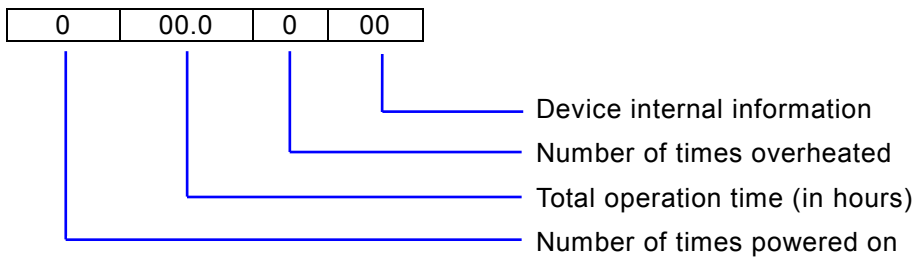 0 00.0 0 00
Device internal information
Number of times overheated
Total operation time (in hours)
Number of times powered on